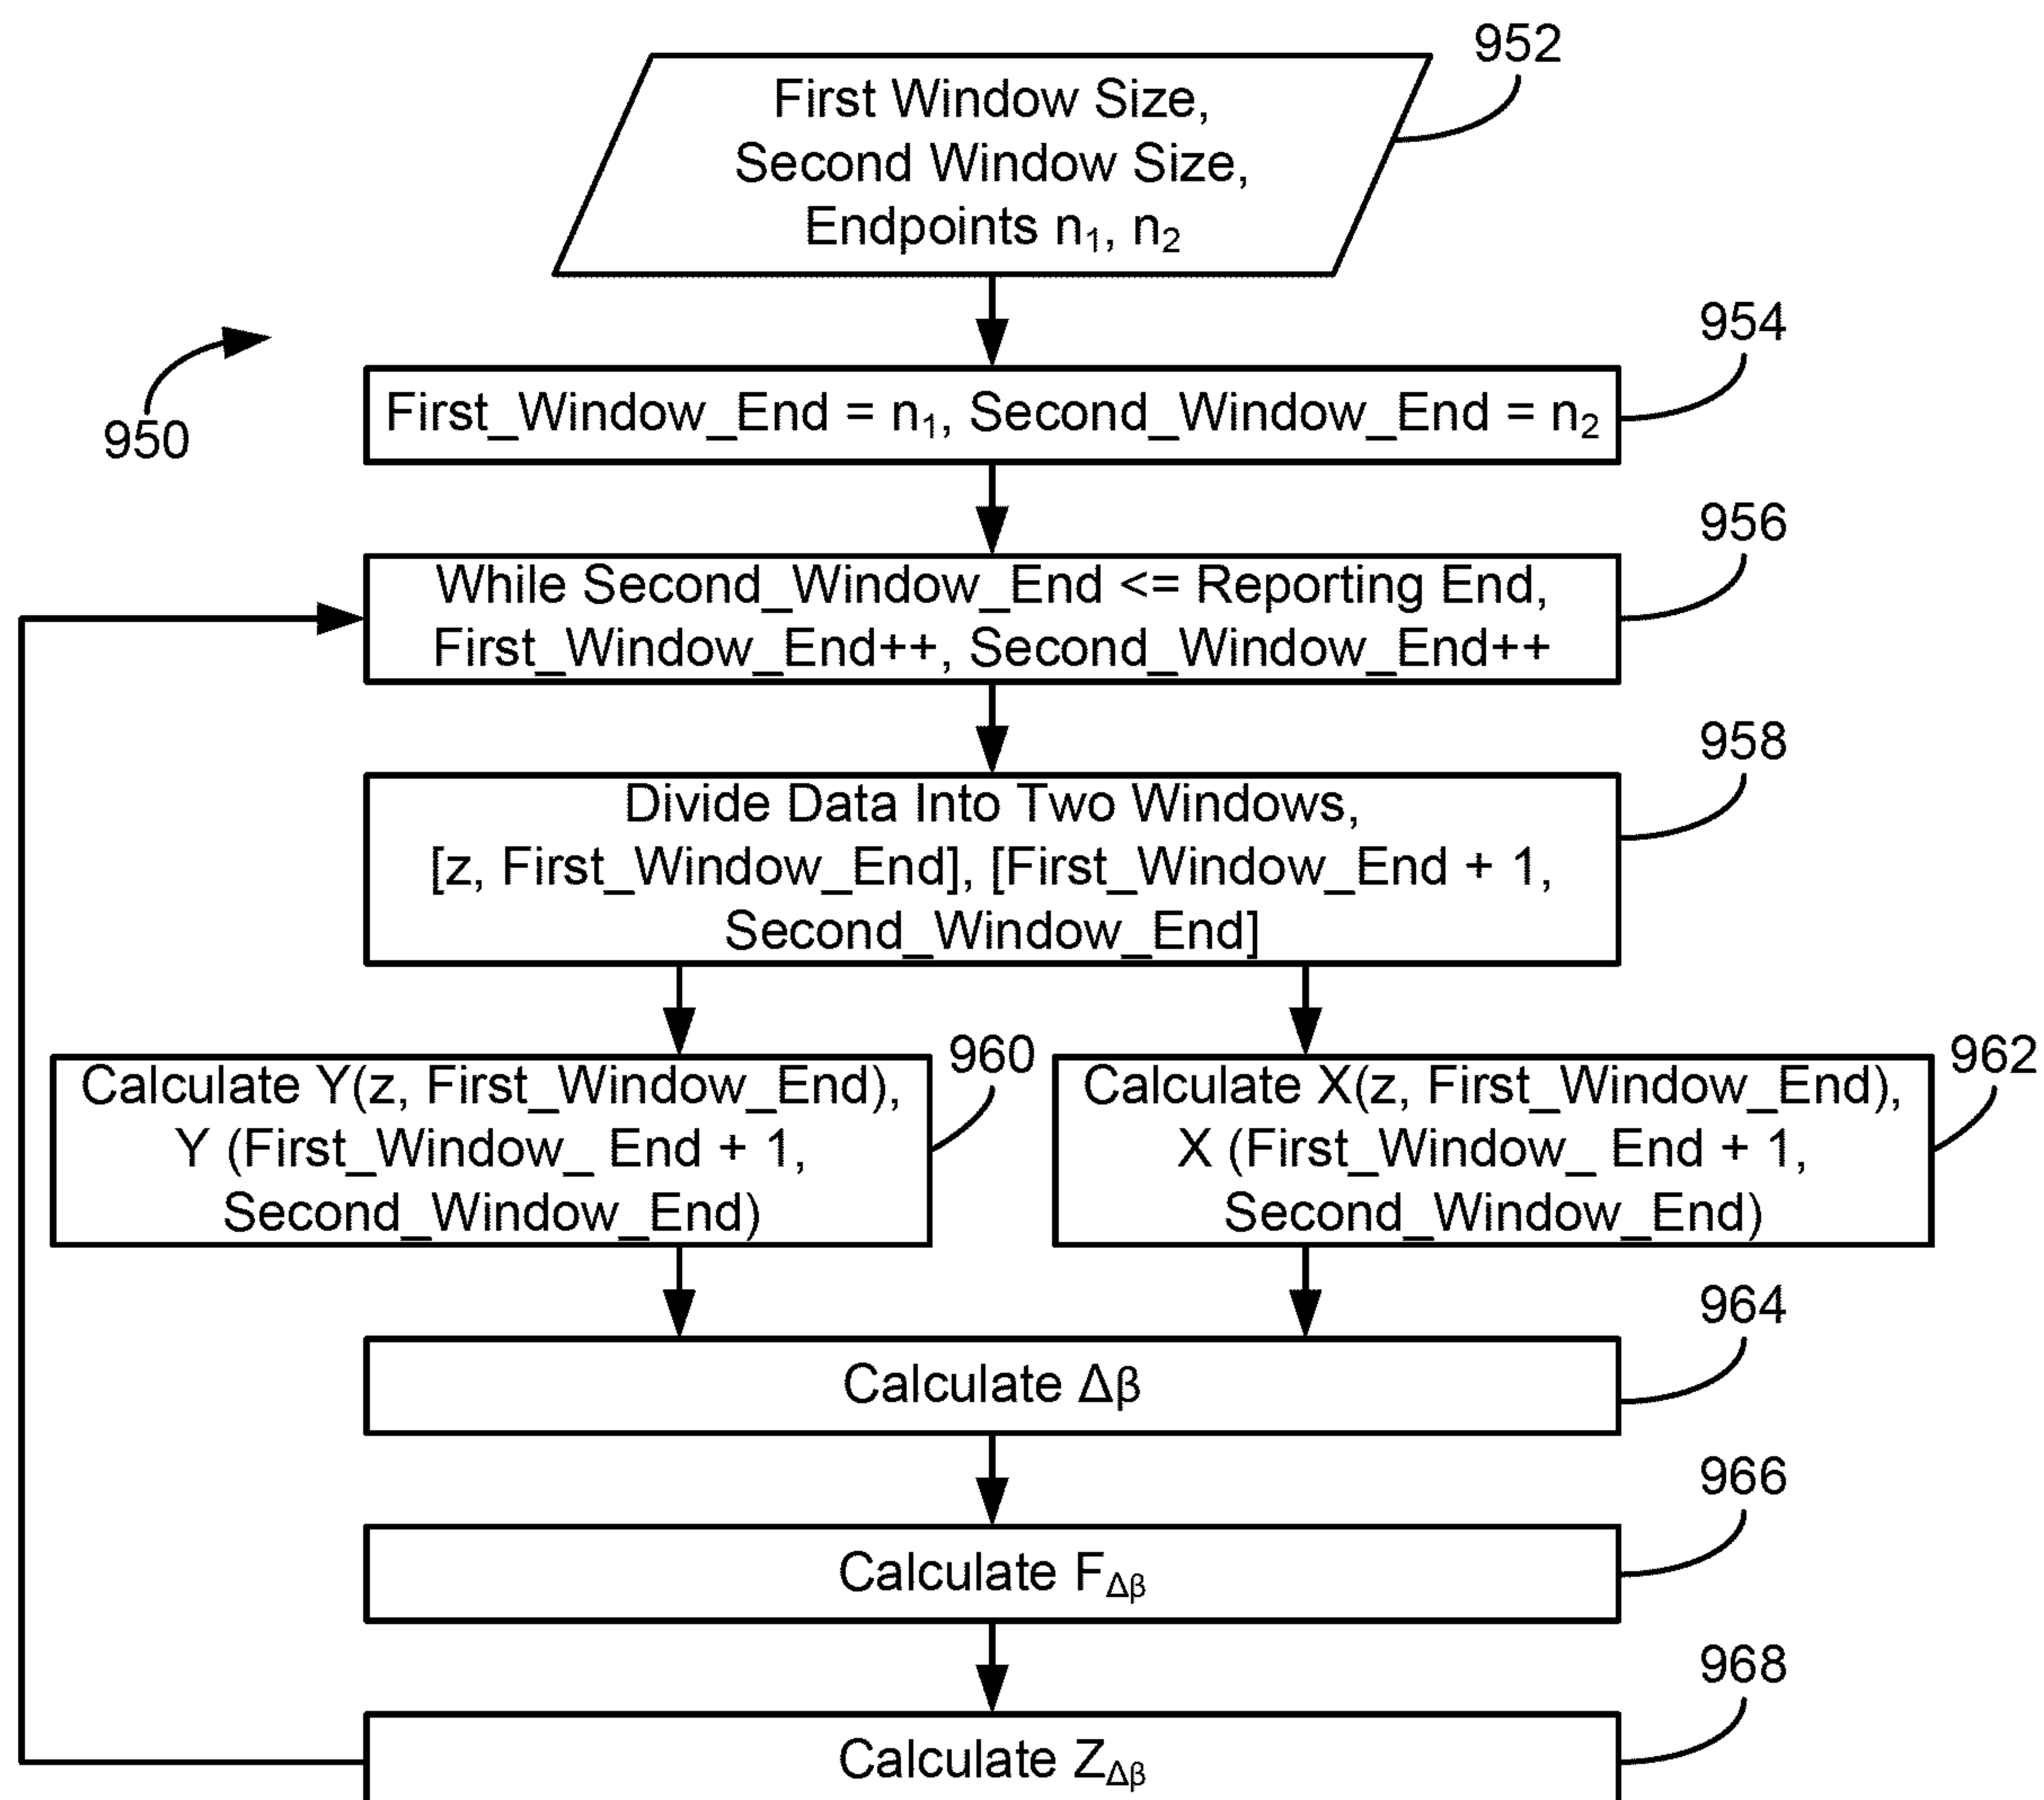 952
First Window Size,
Second Window Size,
Endpoints n₁, n₂
954
First_Window_End = n₁, Second_Window_End = n₂
950
956
While Second_Window_End <= Reporting End,
First_Window_End++, Second_Window_End++
958
Divide Data Into Two Windows,
[z, First_Window_End], [First_Window_End + 1,
Second_Window_End]
960
Calculate Y(z, First_Window_End),
Y (First_Window_ End + 1,
Second_Window_End)
962
Calculate X(z, First_Window_End),
X (First_Window_ End + 1,
Second_Window_End)
964
Calculate Δβ
966
Calculate F_Δβ
968
Calculate Z_Δβ